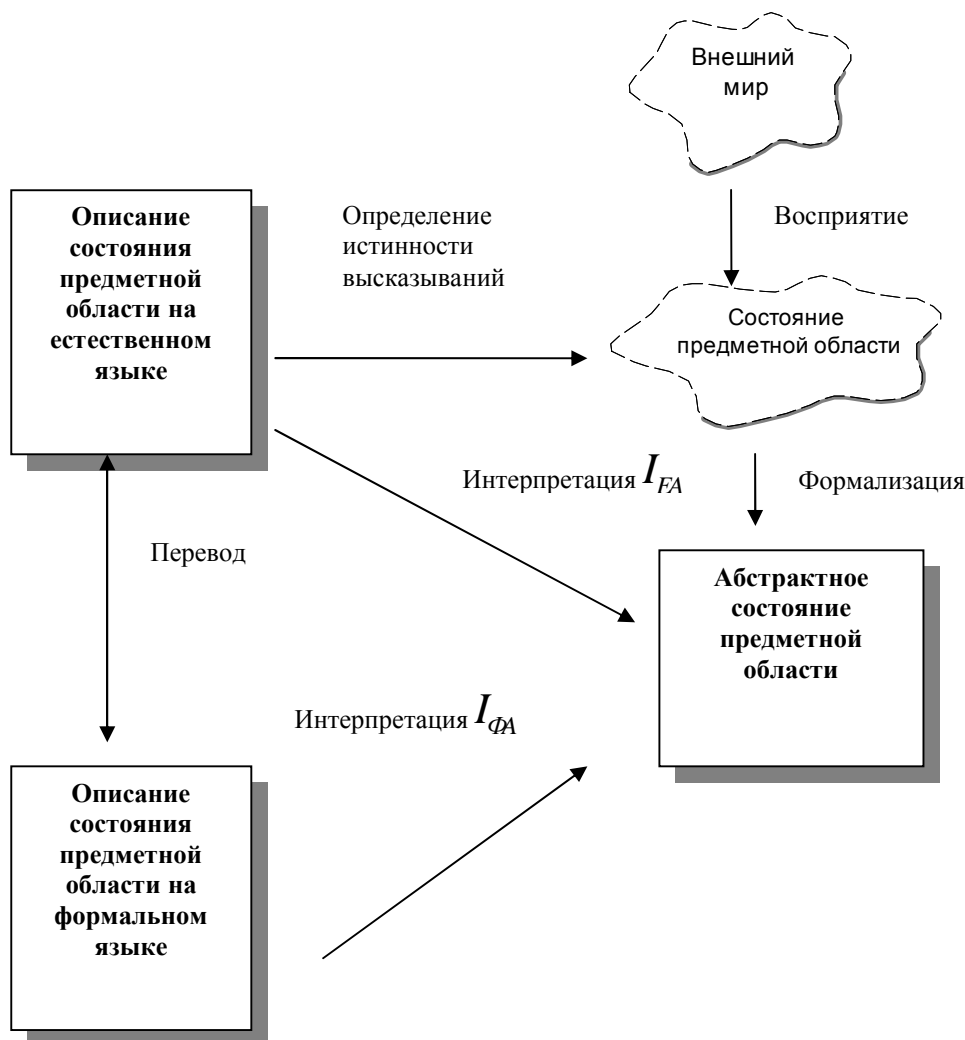 Внешний
мир
Описание
состояния
предметной
области на
естественном
языке
Определение
истинности
высказываний
Восприятие
Состояние
предметной области
Интерпретация I_FA
Формализация
Перевод
Абстрактное
состояние
предметной
области
Интерпретация I_ФА
Описание
состояния
предметной
области на
формальном
языке